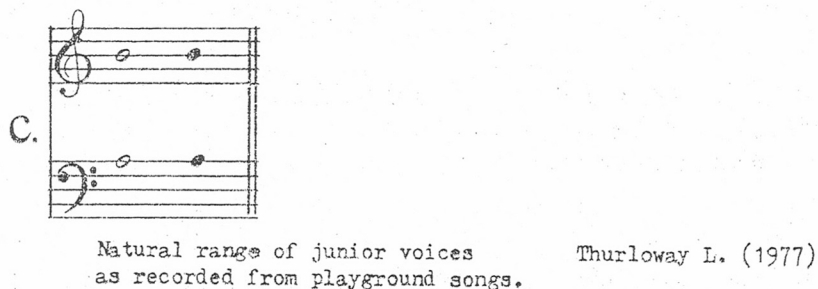 C.
Natural range of junior voices Thurloway L. (1977)
as recorded from playground songs.